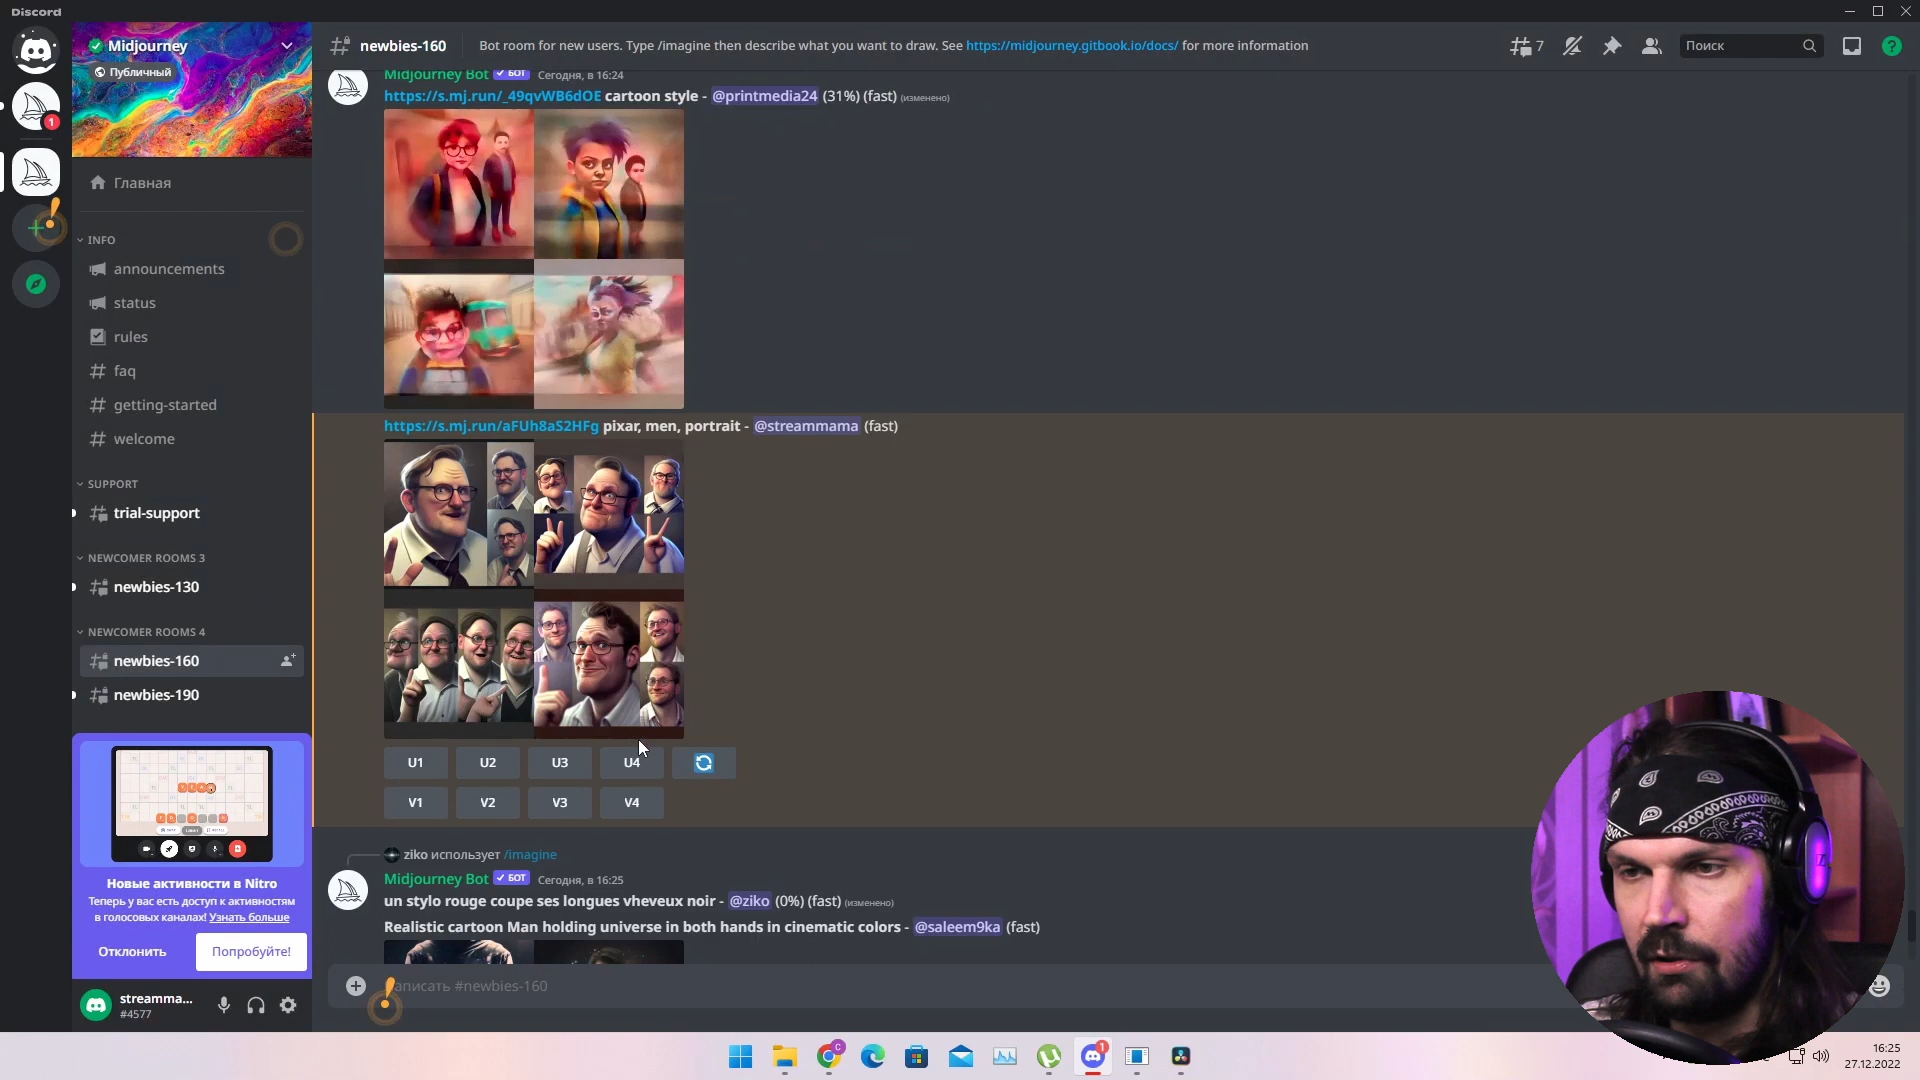 Discord
Midjourney
Публичный
1
Главная
INFO
announcements
status
rules
faq
getting-started
welcome
SUPPORT
trial-support
NEWCOMER ROOMS 3
newbies-130
NEWCOMER ROOMS 4
newbies-160
newbies-190
Новые активности в Nitro
Теперь у вас есть доступ к активностям
в голосовых каналах! Узнать больше
Отклонить
Попробуйте!
streamma...
#4577
newbies-160
Bot room for new users. Type /imagine then describe what you want to draw. See https://midjourney.gitbook.io/docs/ for more information
7
Поиск
Midjourney Bot ✓ БОТ Сегодня, в 16:24
https://s.mj.run/_49qvWB6dOE cartoon style - @printmedia24 (31%) (fast) (изменено)
https://s.mj.run/aFUh8aS2HFg pixar, men, portrait - @streammama (fast)
U1 U2 U3 U4
V1 V2 V3 V4
ziko использует /imagine
Midjourney Bot ✓ БОТ Сегодня, в 16:25
un stylo rouge coupe ses longues vheveux noir - @ziko (0%) (fast) (изменено)
Realistic cartoon Man holding universe in both hands in cinematic colors - @saleem9ka (fast)
аписать #newbies-160
C
1
16:25
27.12.2022